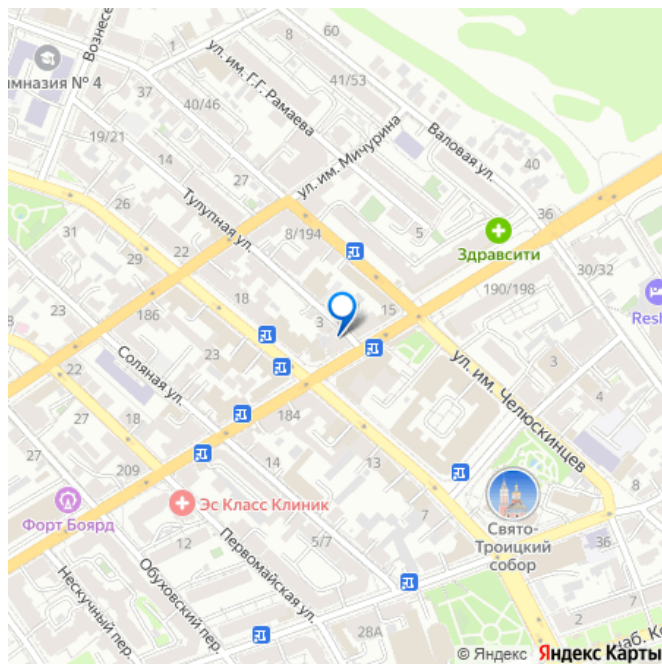 Вознесе
1
8
60
ул. им. Г.Г. Рамаева
41/53
имназия № 4
37
40/46
ул. им. Мичурина
Валовая ул.
19/21
14
27
40
26
Тулупная ул.
36
5
Здравсити
31
8/194
29
22
30/32
190/198
Resh
18
15
186
3
3
Соляная ул.
23
23
22
ул. им. Челюскинцев
4
27
18
184
27
209
14
13
Форт Боярд
Эс Класс Клиник
7
Свято-
Троицкий
собор
12
5/7
36
Обуховский пер.
Первомайская ул.
Нескучный пер.
28А
2
2
наб. Ко
© Яндекс Яндекс Карты